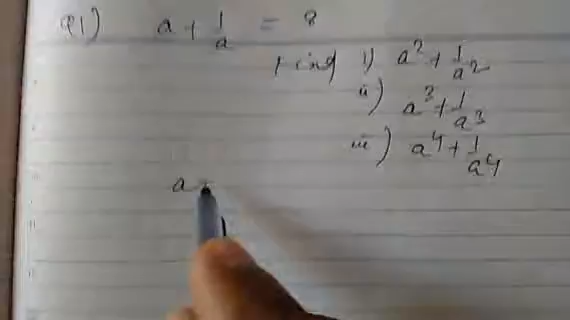 Q1) a + 1/a = 8
Find i) a² + 1/a²
ii) a³ + 1/a³
iii) a⁴ + 1/a⁴
a +